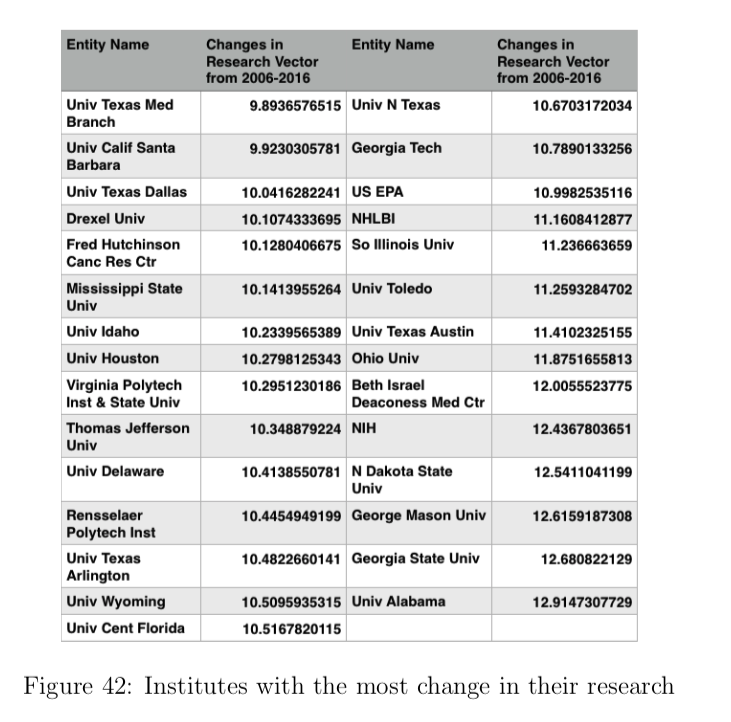 Entity Name Changes in Entity Name Changes in
Research Vector Research Vector
from 2006-2016 from 2006-2016
Univ Texas Med 9.8936576515 Univ N Texas 10.6703172034
Branch
Univ Calif Santa 9.9230305781 Georgia Tech 10.7890133256
Barbara
Univ Texas Dallas 10.0416282241 US EPA 10.9982535116
Drexel Univ 10.1074333695 NHLBI 11.1608412877
Fred Hutchinson 10.1280406675 So Illinois Univ 11.236663659
Canc Res Ctr
Mississippi State 10.1413955264 Univ Toledo 11.2593284702
Univ
Univ Idaho 10.2339565389 Univ Texas Austin 11.4102325155
Univ Houston 10.2798125343 Ohio Univ 11.8751655813
Virginia Polytech 10.2951230186 Beth Israel 12.0055523775
Inst & State Univ Deaconess Med Ctr
Thomas Jefferson 10.348879224 NIH 12.4367803651
Univ
Univ Delaware 10.4138550781 N Dakota State 12.5411041199
Univ
Rensselaer 10.4454949199 George Mason Univ 12.6159187308
Polytech Inst
Univ Texas 10.4822660141 Georgia State Univ 12.680822129
Arlington
Univ Wyoming 10.5095935315 Univ Alabama 12.9147307729
Univ Cent Florida 10.5167820115
Figure 42: Institutes with the most change in their research